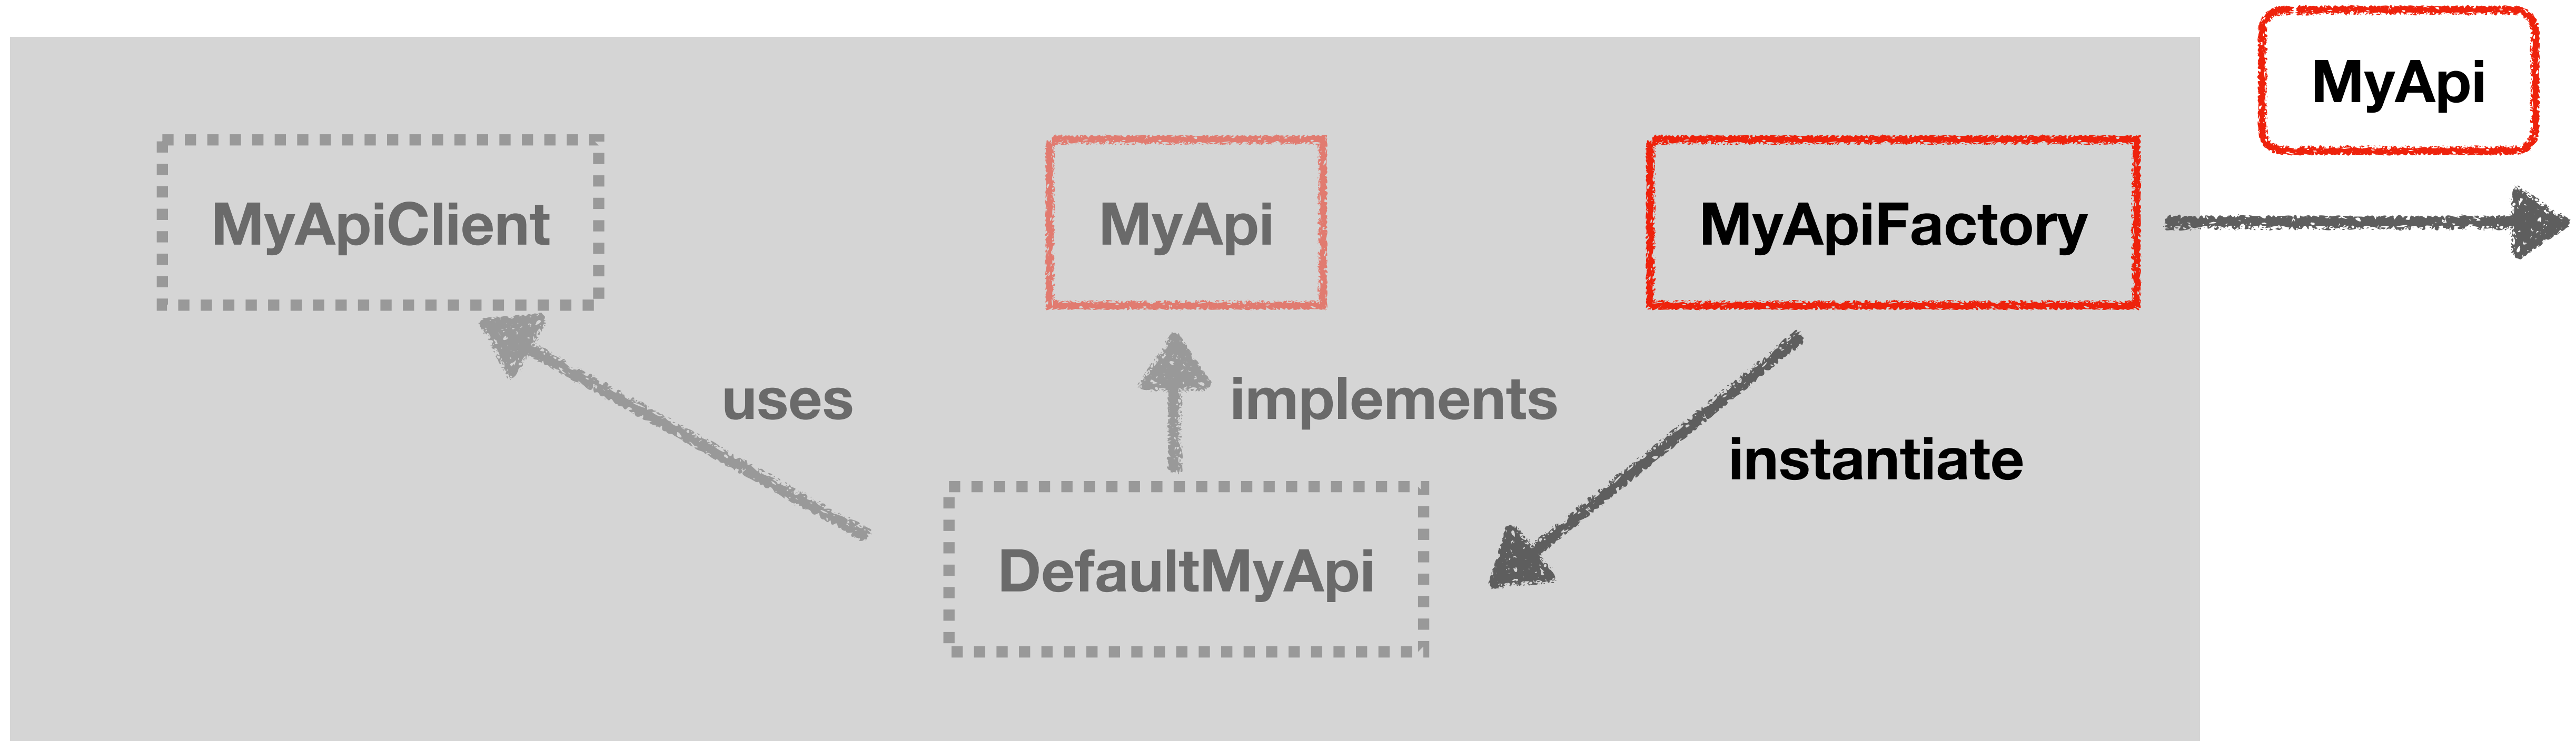 MyApi
MyApiClient
MyApi
MyApiFactory
uses
implements
instantiate
DefaultMyApi